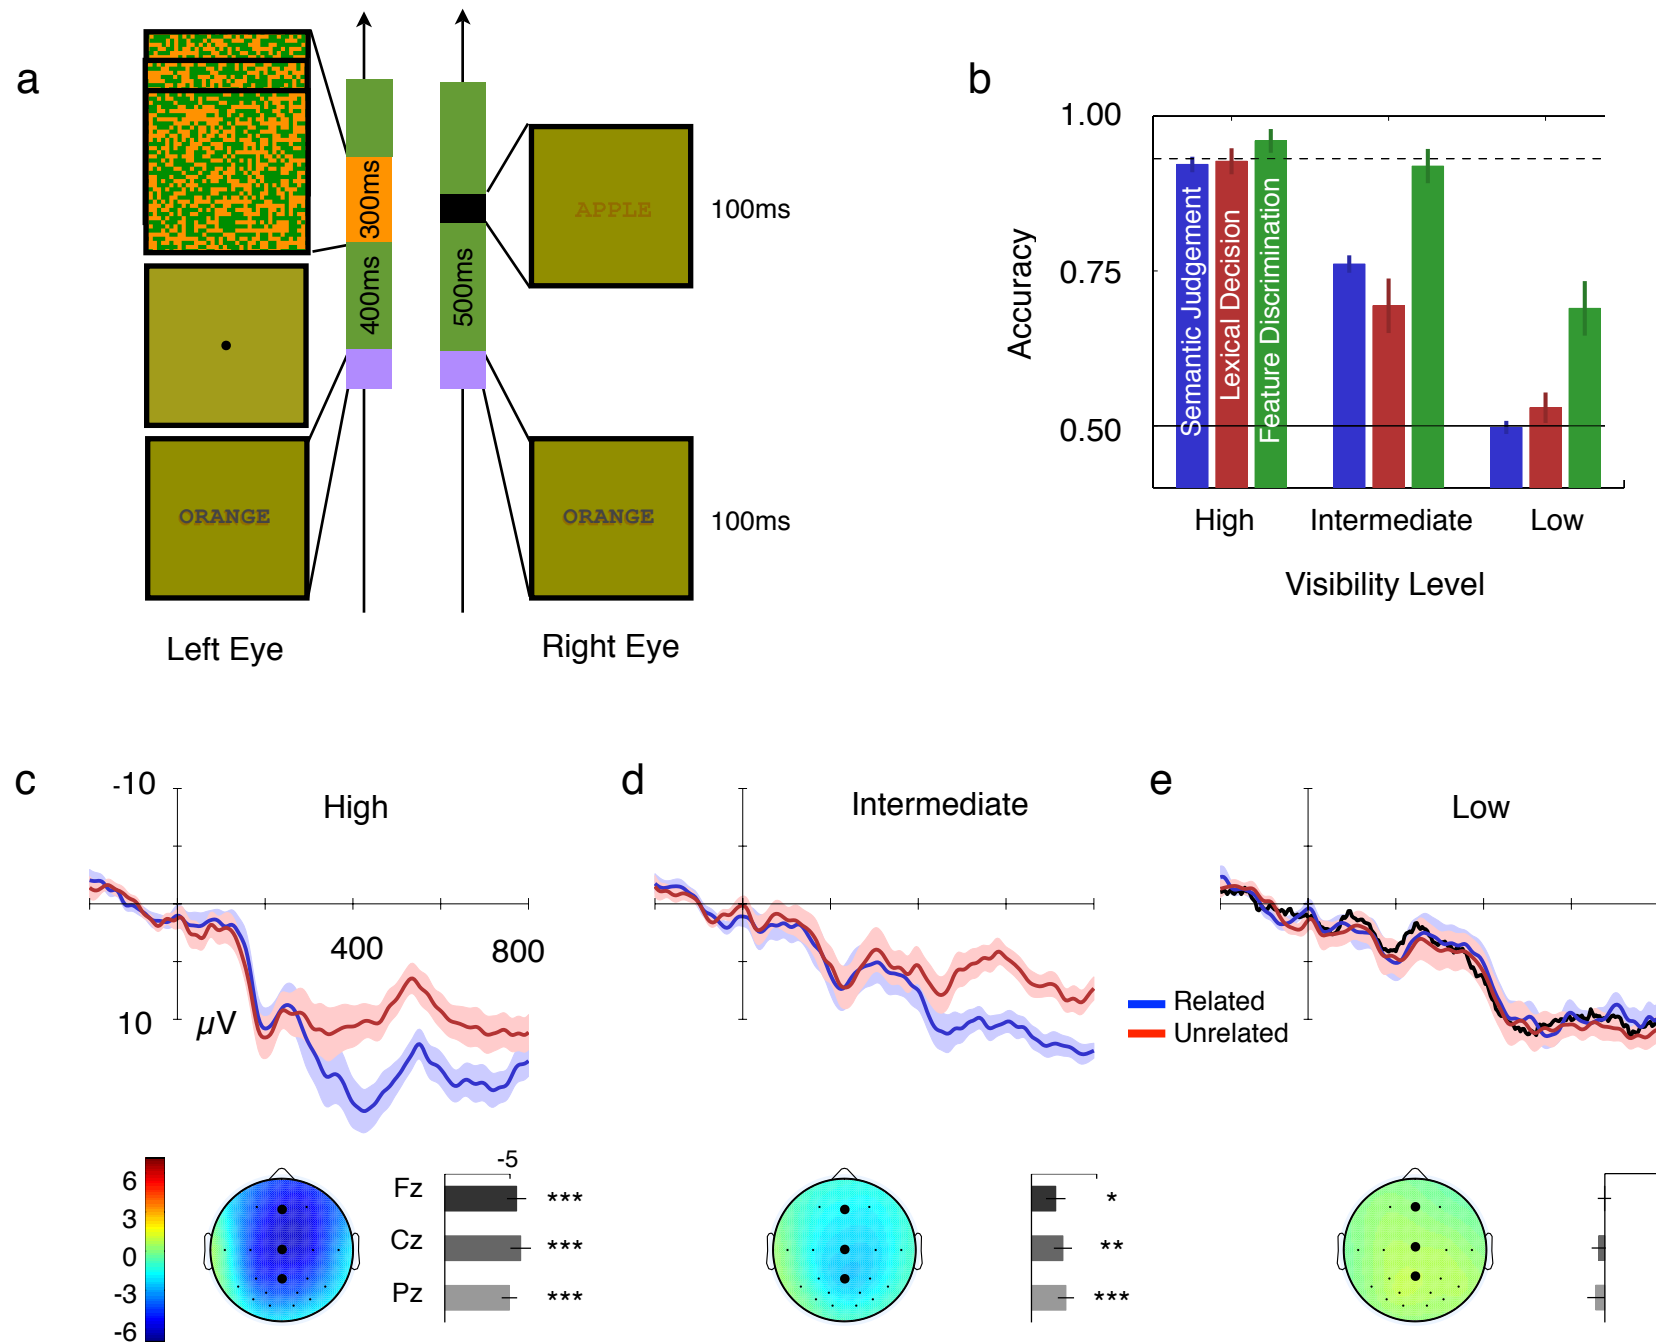 a
300ms
400ms
500ms
APPLE
100ms
ORANGE
ORANGE
100ms
Left Eye
Right Eye
b
1.00
0.75
0.50
Accuracy
Semantic Judgement
Lexical Decision
Feature Discrimination
High
Intermediate
Low
Visibility Level
c
-10
High
400
800
10
µV
d
Intermediate
e
Low
Related
Unrelated
6
3
0
-3
-6
-5
Fz
***
Cz
***
Pz
***
*
**
***